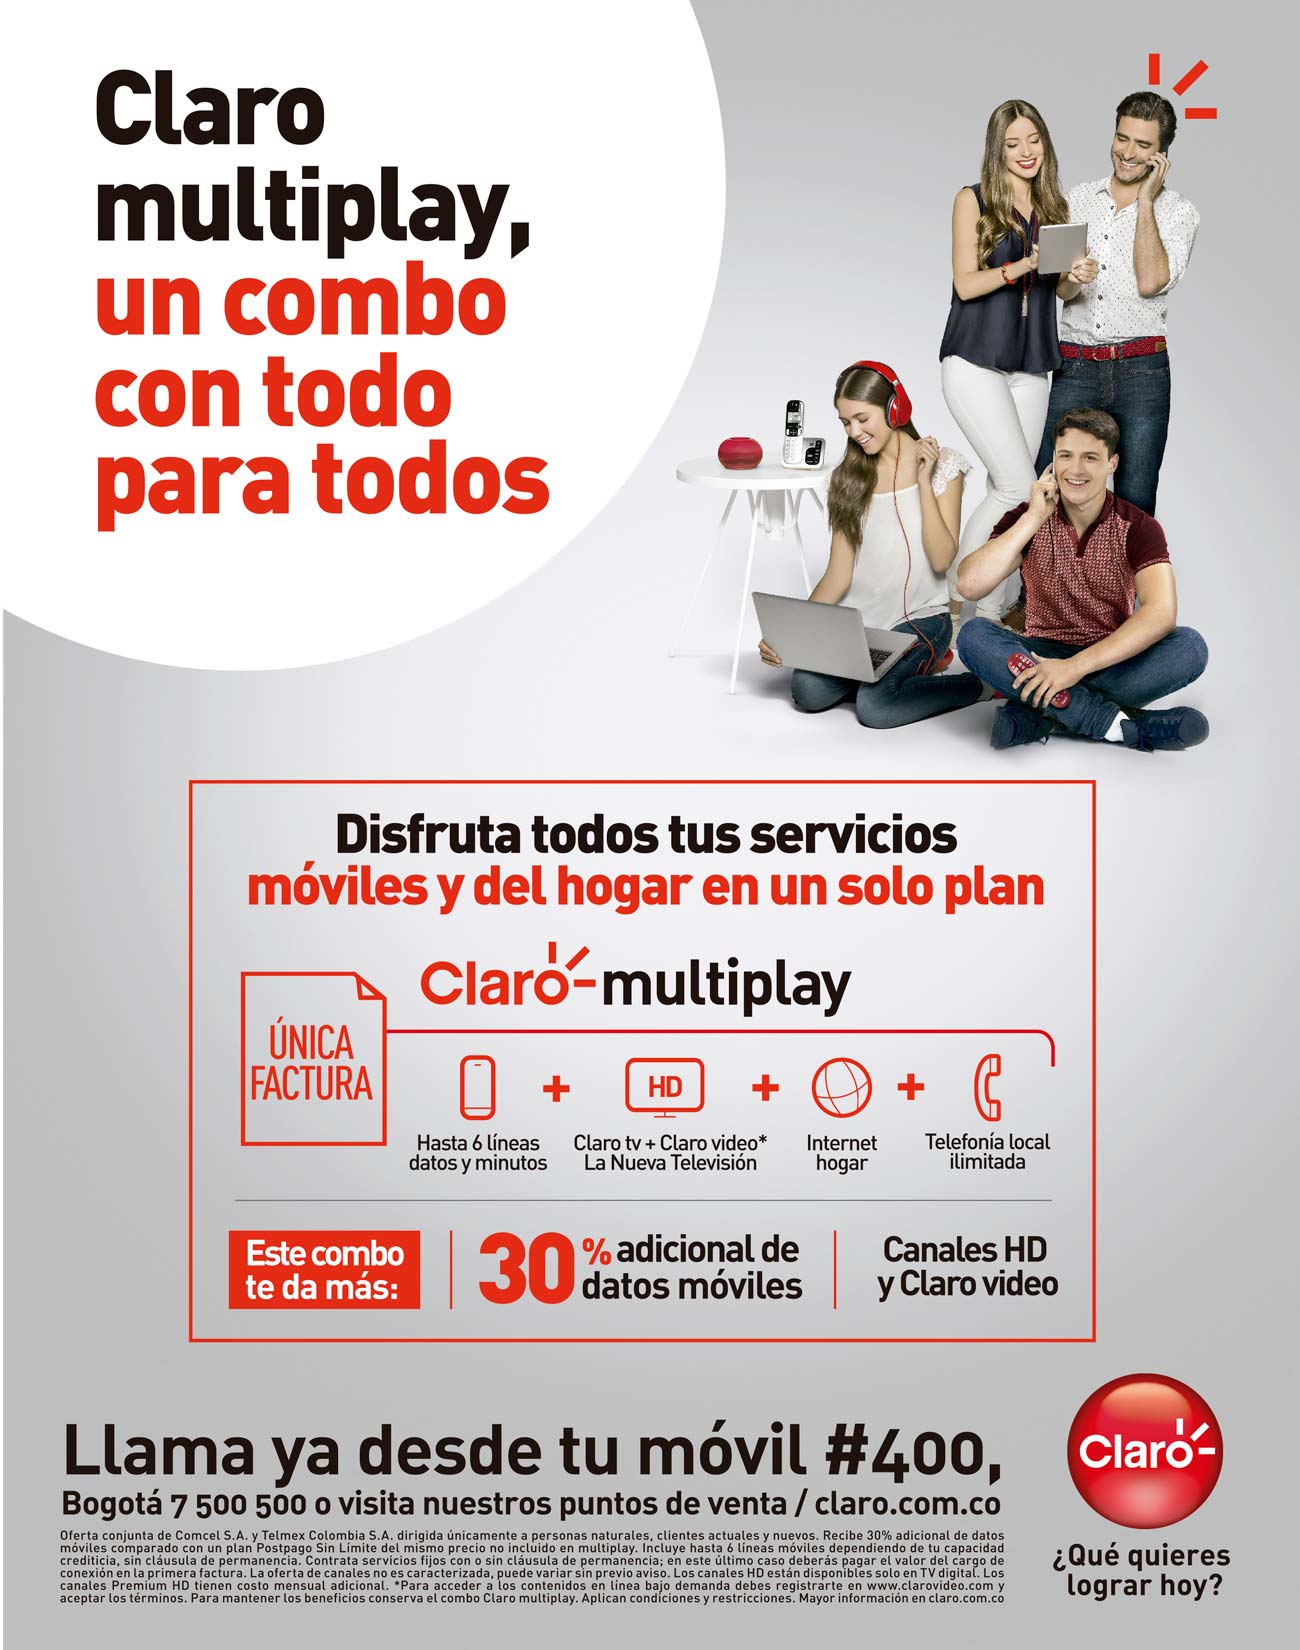 Claro
multiplay,
un combo
con todo
para todos
Disfruta todos tus servicios
móviles y del hogar en un solo plan
Claro multiplay
ÚNICA
FACTURA
HD
Hasta 6 líneas
datos y minutos
Claro tv + Claro video*
La Nueva Televisión
Internet
hogar
Telefonía local
ilimitada
Este combo
te da más:
30% adicional de
datos móviles
Canales HD
y Claro video
Llama ya desde tu móvil #400,
Bogotá 7 500 500 o visita nuestros puntos de venta / claro.com.co
Oferta conjunta de Comcel S.A. y Telmex Colombia S.A. dirigida únicamente a personas naturales, clientes actuales y nuevos. Recibe 30% adicional de datos
móviles comparado con un plan Postpago Sin Límite del mismo precio no incluido en multiplay. Incluye hasta 6 líneas móviles dependiendo de tu capacidad
crediticia, sin cláusula de permanencia. Contrata servicios fijos con o sin cláusula de permanencia; en este último caso deberás pagar el valor del cargo de
conexión en la primera factura. La oferta de canales no es caracterizada, puede variar sin previo aviso. Los canales HD están disponibles solo en TV digital. Los
canales Premium HD tienen costo mensual adicional. *Para acceder a los contenidos en línea bajo demanda debes registrarte en www.clarovideo.com y
aceptar los términos. Para mantener los beneficios conserva el combo Claro multiplay. Aplican condiciones y restricciones. Mayor información en claro.com.co
Claro
¿Qué quieres
lograr hoy?